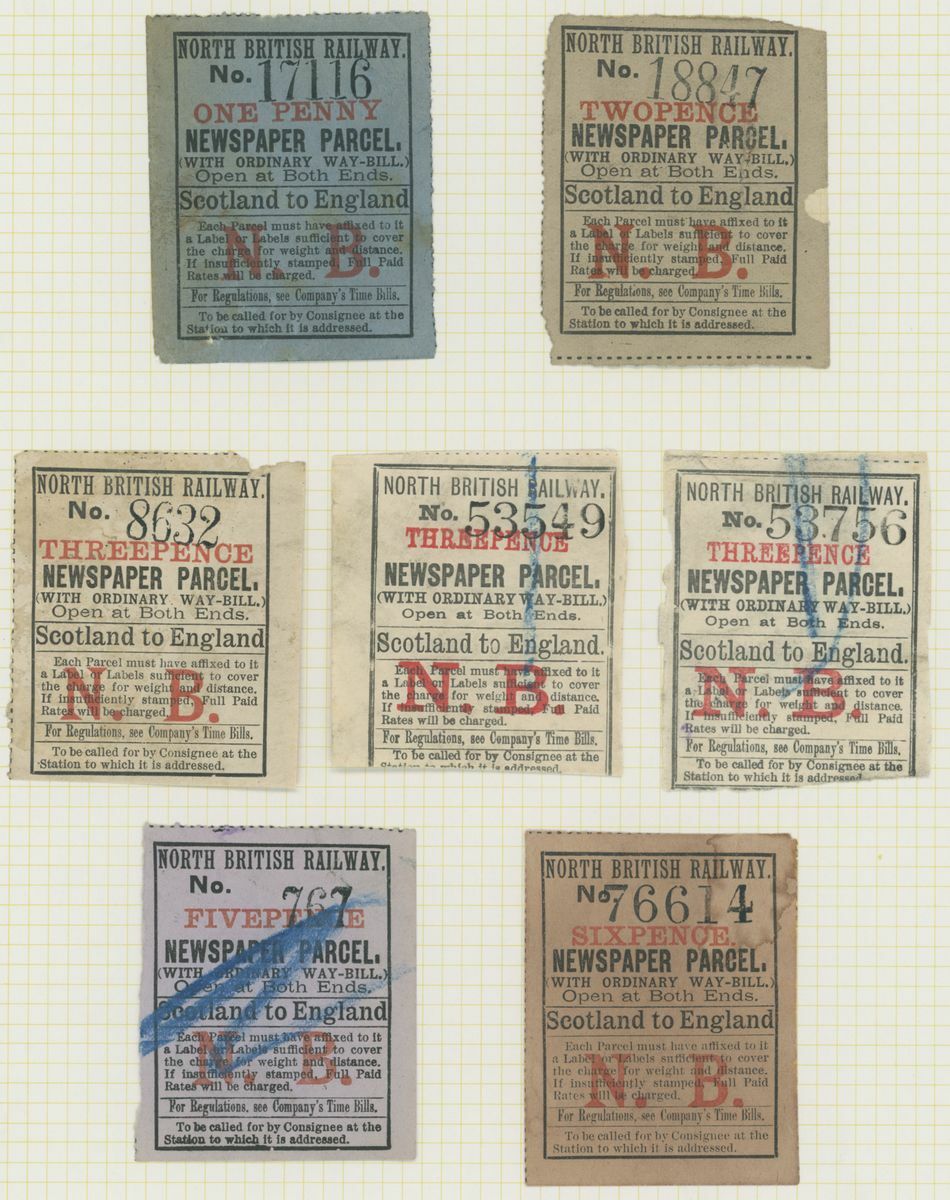 NORTH BRITISH RAILWAY.
No. 17116
ONE PENNY
NEWSPAPER PARCEL.
(WITH ORDINARY WAY-BILL.)
Open at Both Ends.
Scotland to England
Each Parcel must have affixed to it
a Label or Labels sufficient to cover
the charge for weight and distance.
If insufficiently stamped, Full Paid
Rates will be charged.
N. B.
For Regulations, see Company's Time Bills.
To be called for by Consignee at the
Station to which it is addressed.
NORTH BRITISH RAILWAY.
No. 18847
TWOPENCE
NEWSPAPER PARCEL.
(WITH ORDINARY WAY-BILL.)
Open at Both Ends.
Scotland to England
Each Parcel must have affixed to it
a Label or Labels sufficient to cover
the charge for weight and distance.
If insufficiently stamped, Full Paid
Rates will be charged.
N. B.
For Regulations, see Company's Time Bills.
To be called for by Consignee at the
Station to which it is addressed.
NORTH BRITISH RAILWAY.
No. 8632
THREEPENCE
NEWSPAPER PARCEL.
(WITH ORDINARY WAY-BILL.)
Open at Both Ends.
Scotland to England
Each Parcel must have affixed to it
a Label or Labels sufficient to cover
the charge for weight and distance.
If insufficiently stamped, Full Paid
Rates will be charged.
N. B.
For Regulations, see Company's Time Bills.
To be called for by Consignee at the
Station to which it is addressed.
NORTH BRITISH RAILWAY.
No. 53549
THREEPENCE
NEWSPAPER PARCEL.
(WITH ORDINARY WAY-BILL.)
Open at Both Ends.
Scotland to England.
Each Parcel must have affixed to it
a Label or Labels sufficient to cover
the charge for weight and distance.
If insufficiently stamped, Full Paid
Rates will be charged.
N. B.
For Regulations, see Company's Time Bills.
To be called for by Consignee at the
Station to which it is addressed.
NORTH BRITISH RAILWAY.
No. 53756
THREEPENCE
NEWSPAPER PARCEL.
(WITH ORDINARY WAY-BILL.)
Open at Both Ends.
Scotland to England.
Each Parcel must have affixed to it
a Label or Labels sufficient to cover
the charge for weight and distance.
If insufficiently stamped, Full Paid
Rates will be charged.
N. B.
For Regulations, see Company's Time Bills.
To be called for by Consignee at the
Station to which it is addressed.
NORTH BRITISH RAILWAY.
No. 767
FIVEPENCE
NEWSPAPER PARCEL.
(WITH ORDINARY WAY-BILL.)
Open at Both Ends.
Scotland to England
Each Parcel must have affixed to it
a Label or Labels sufficient to cover
the charge for weight and distance.
If insufficiently stamped, Full Paid
Rates will be charged.
N. B.
For Regulations, see Company's Time Bills.
To be called for by Consignee at the
Station to which it is addressed.
NORTH BRITISH RAILWAY.
No. 76614
SIXPENCE.
NEWSPAPER PARCEL.
(WITH ORDINARY WAY-BILL.)
Open at Both Ends.
Scotland to England
Each Parcel must have affixed to it
a Label or Labels sufficient to cover
the charge for weight and distance.
If insufficiently stamped, Full Paid
Rates will be charged.
N. B.
For Regulations, see Company's Time Bills.
To be called for by Consignee at the
Station to which it is addressed.